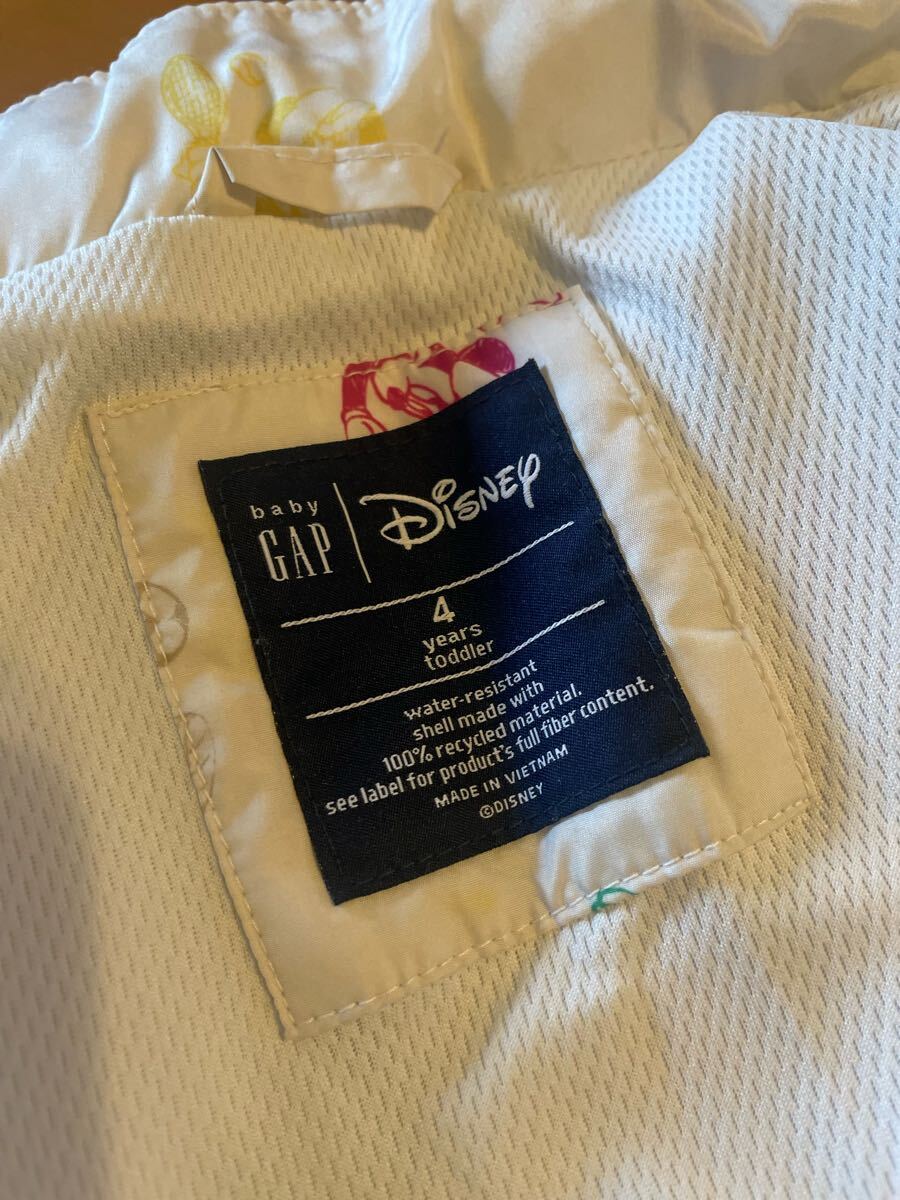 baby
GAP
Disney
4
years
toddler
water-resistant
shell made with
100% recycled material.
see label for product's full fiber content.
MADE IN VIETNAM
©DISNEY